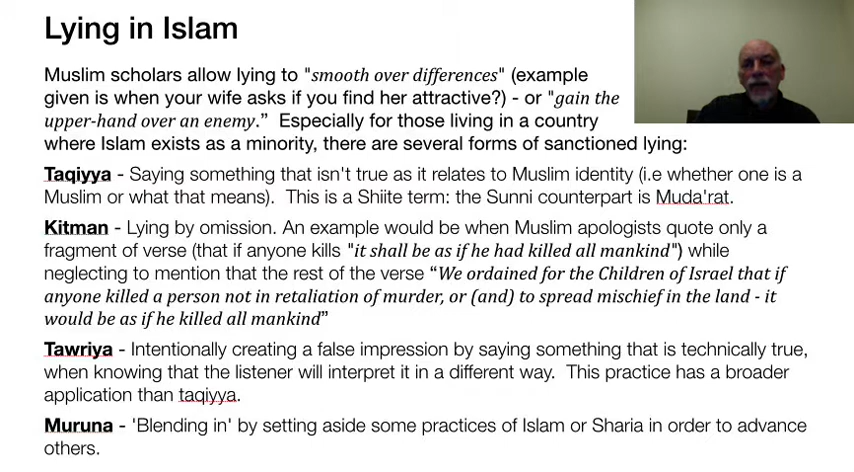 Lying in Islam
Muslim scholars allow lying to "smooth over differences" (example
given is when your wife asks if you find her attractive?) - or "gain the
upper-hand over an enemy.” Especially for those living in a country
where Islam exists as a minority, there are several forms of sanctioned lying:
Taqiyya - Saying something that isn't true as it relates to Muslim identity (i.e whether one is a
Muslim or what that means). This is a Shiite term: the Sunni counterpart is Muda'rat.
Kitman - Lying by omission. An example would be when Muslim apologists quote only a
fragment of verse (that if anyone kills "it shall be as if he had killed all mankind") while
neglecting to mention that the rest of the verse “We ordained for the Children of Israel that if
anyone killed a person not in retaliation of murder, or (and) to spread mischief in the land - it
would be as if he killed all mankind”
Tawriya - Intentionally creating a false impression by saying something that is technically true,
when knowing that the listener will interpret it in a different way. This practice has a broader
application than taqiyya.
Muruna - 'Blending in' by setting aside some practices of Islam or Sharia in order to advance
others.